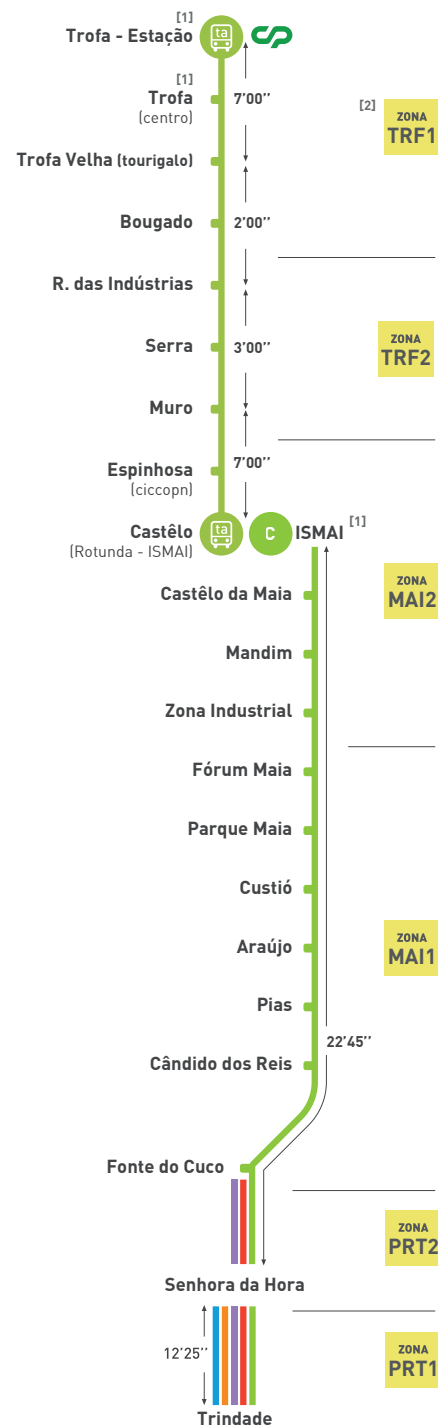 [1]
Trofa - Estação
ta
cp
[1]
Trofa
(centro)
7'00''
[2]
ZONA
TRF1
Trofa Velha (tourigalo)
Bougado
2'00''
R. das Indústrias
Serra
3'00''
ZONA
TRF2
Muro
Espinhosa
(ciccopn)
7'00''
Castêlo
(Rotunda - ISMAI)
ta
C
ISMAI [1]
Castêlo da Maia
ZONA
MAI2
Mandim
Zona Industrial
Fórum Maia
Parque Maia
Custió
Araújo
ZONA
MAI1
Pias
22'45''
Cândido dos Reis
Fonte do Cuco
ZONA
PRT2
Senhora da Hora
12'25''
ZONA
PRT1
Trindade